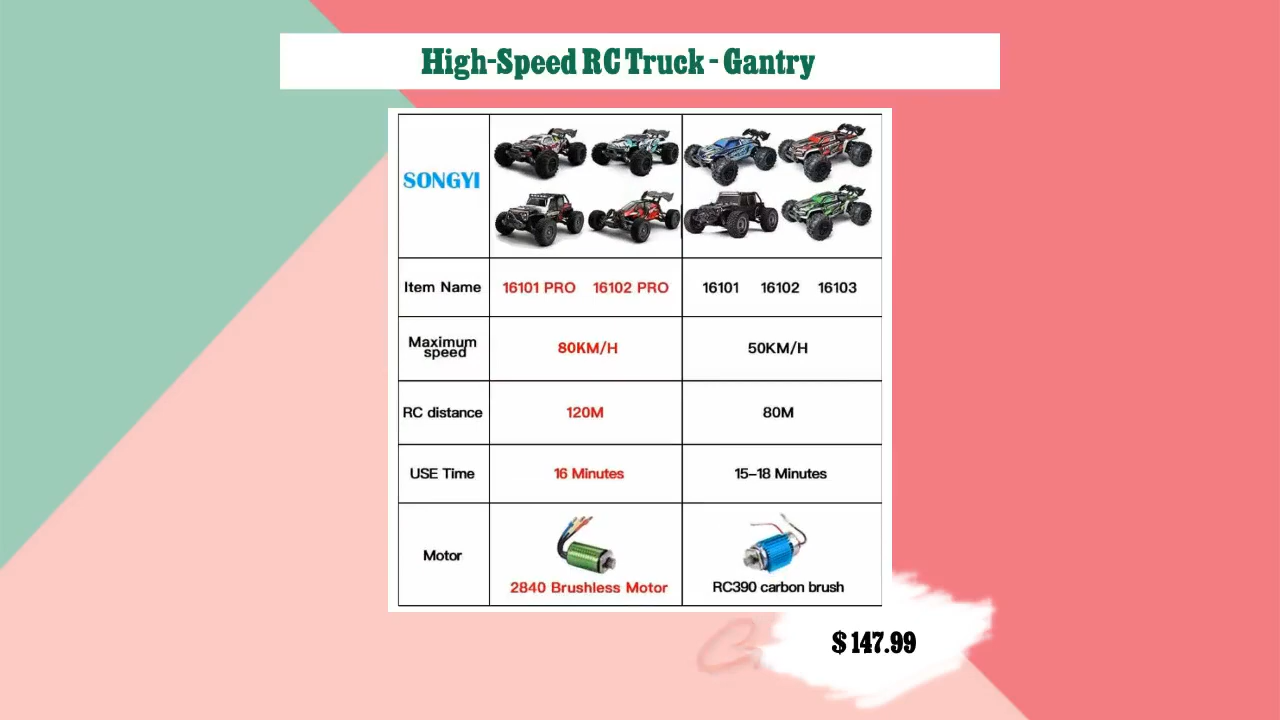 High-Speed RC Truck - Gantry
SONGYI
Item Name 16101 PRO 16102 PRO 16101 16102 16103
Maximum
speed 80KM/H 50KM/H
RC distance 120M 80M
USE Time 16 Minutes 15–18 Minutes
Motor
2840 Brushless Motor RC390 carbon brush
$ 147.99